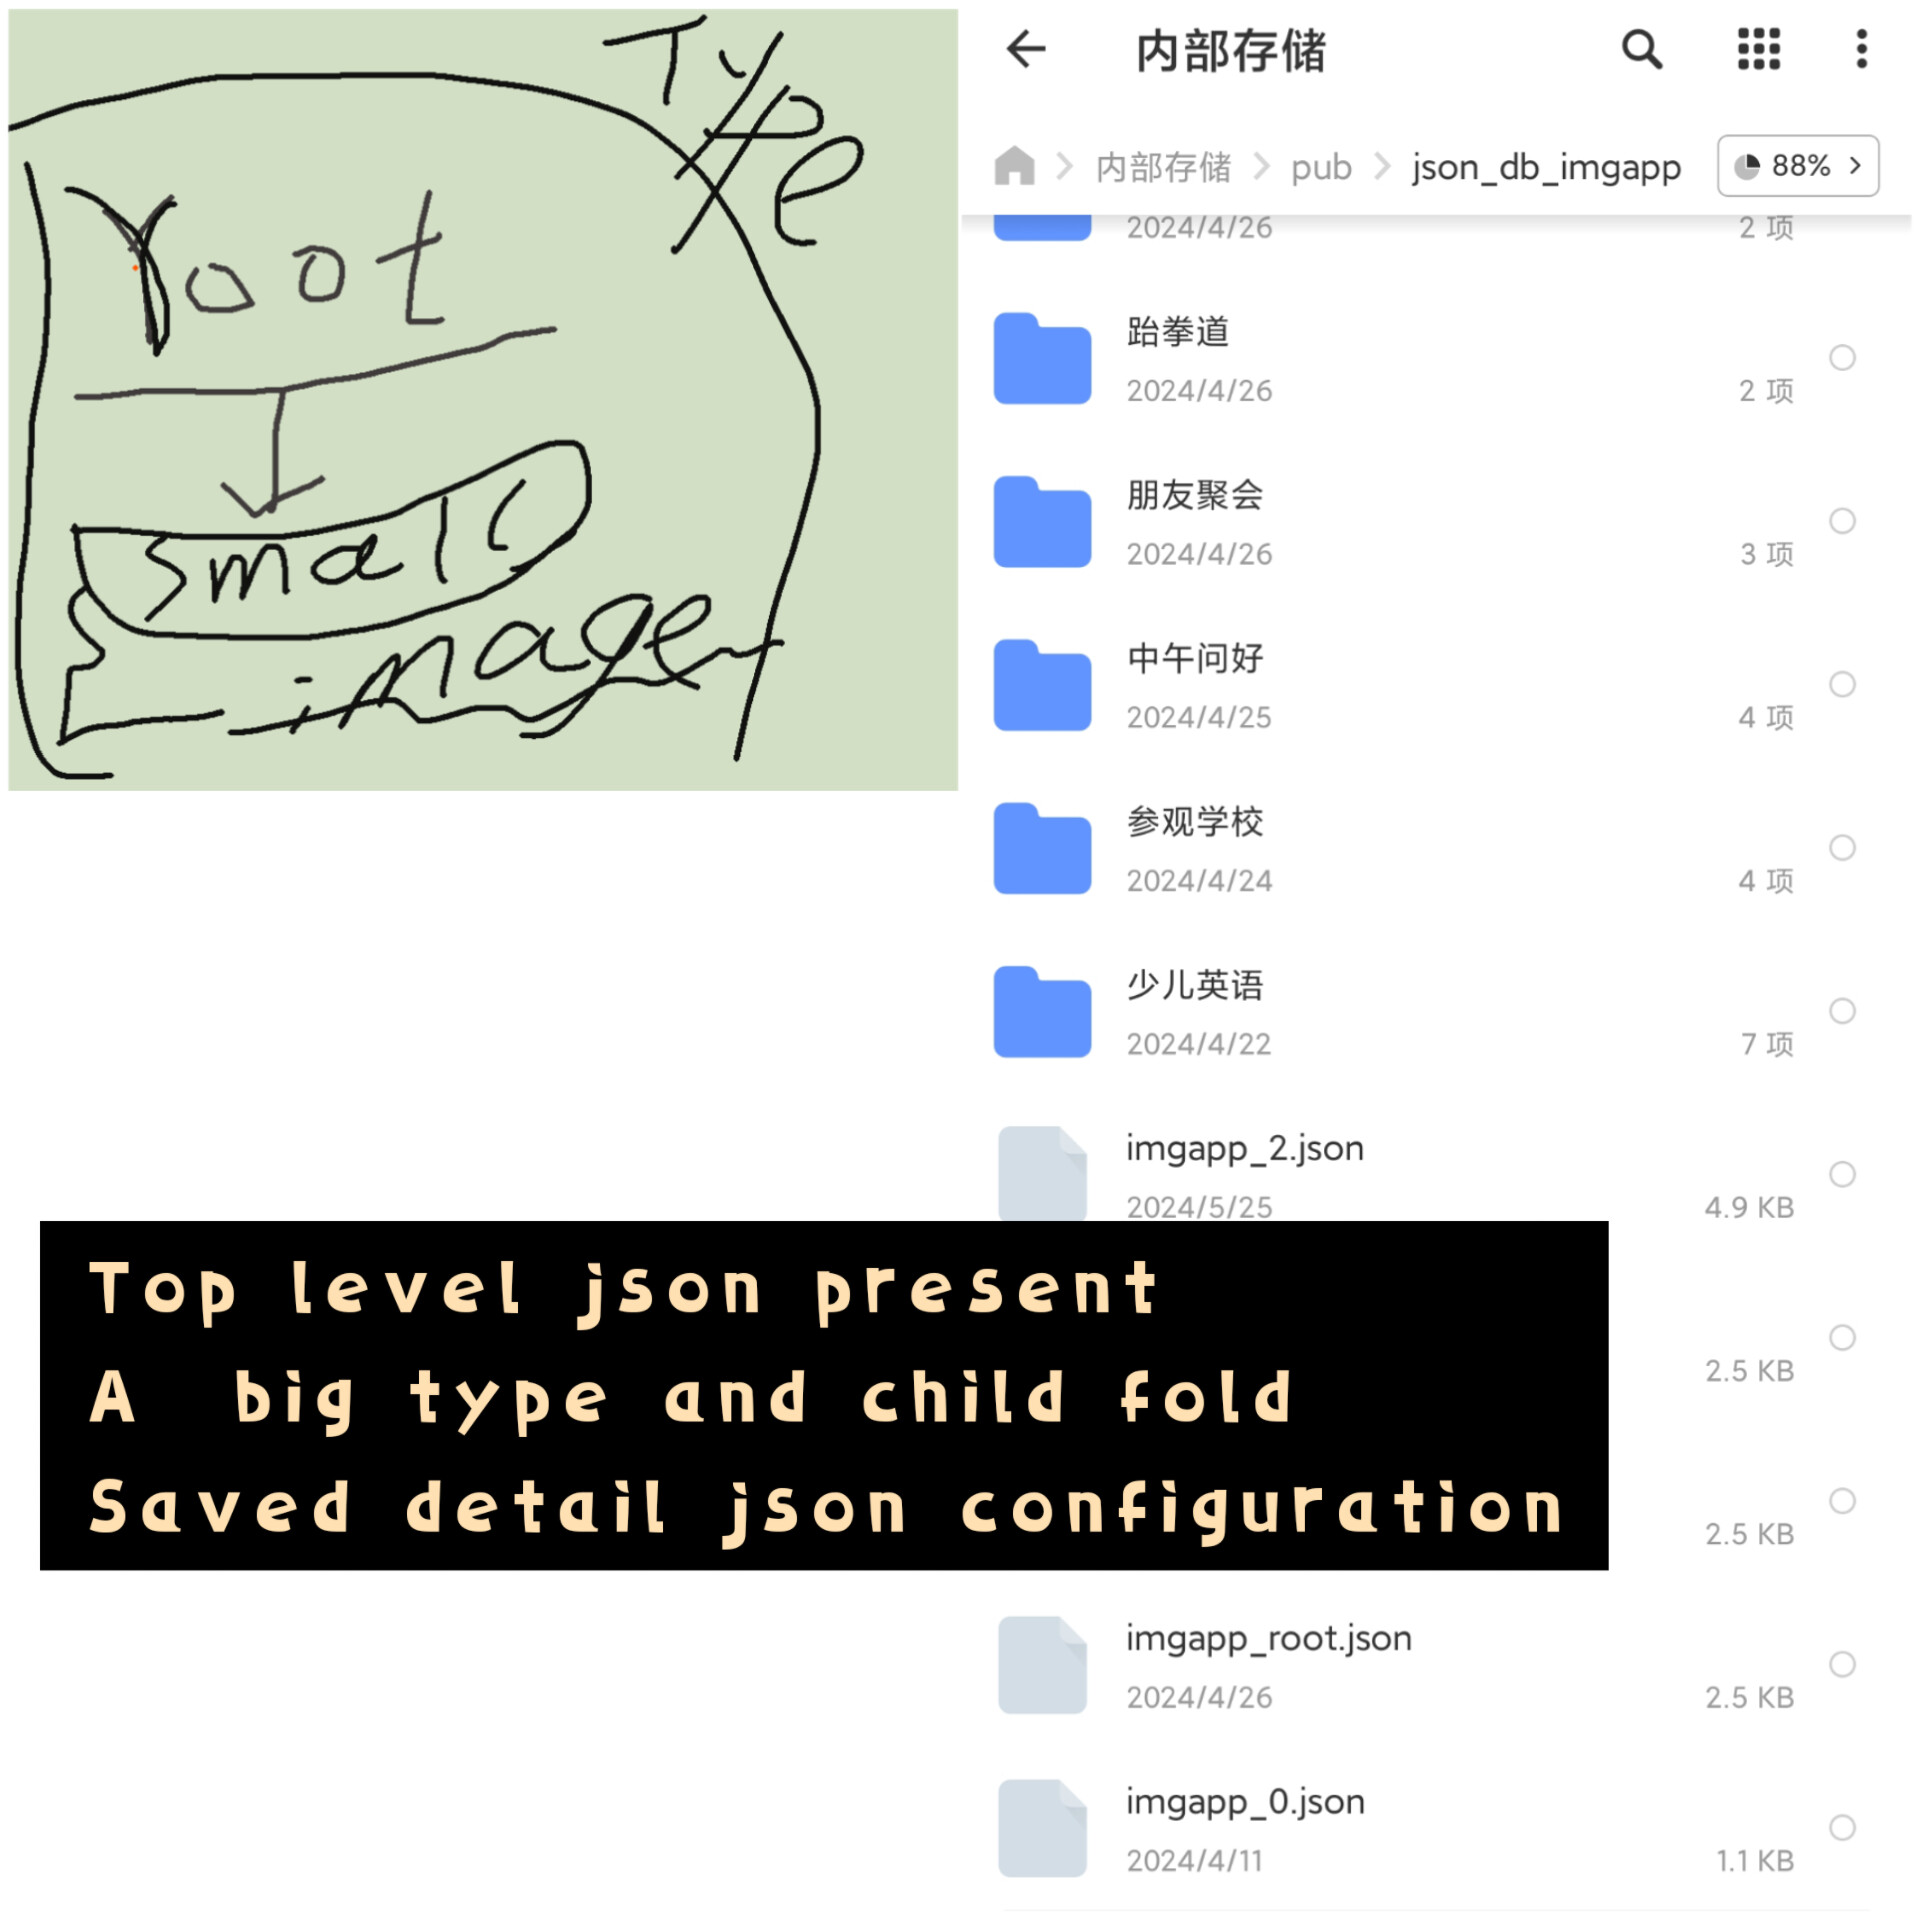 Type
root
small
image
内部存储
内部存储 pub json_db_imgapp 88%
2024/4/26 2 项
跆拳道
2024/4/26 2 项
朋友聚会
2024/4/26 3 项
中午问好
2024/4/25 4 项
参观学校
2024/4/24 4 项
少儿英语
2024/4/22 7 项
imgapp_2.json
2024/5/25 4.9 KB
Top level json present
2.5 KB
A big type and child fold
Saved detail json configuration
2.5 KB
imgapp_root.json
2024/4/26 2.5 KB
imgapp_0.json
2024/4/11 1.1 KB